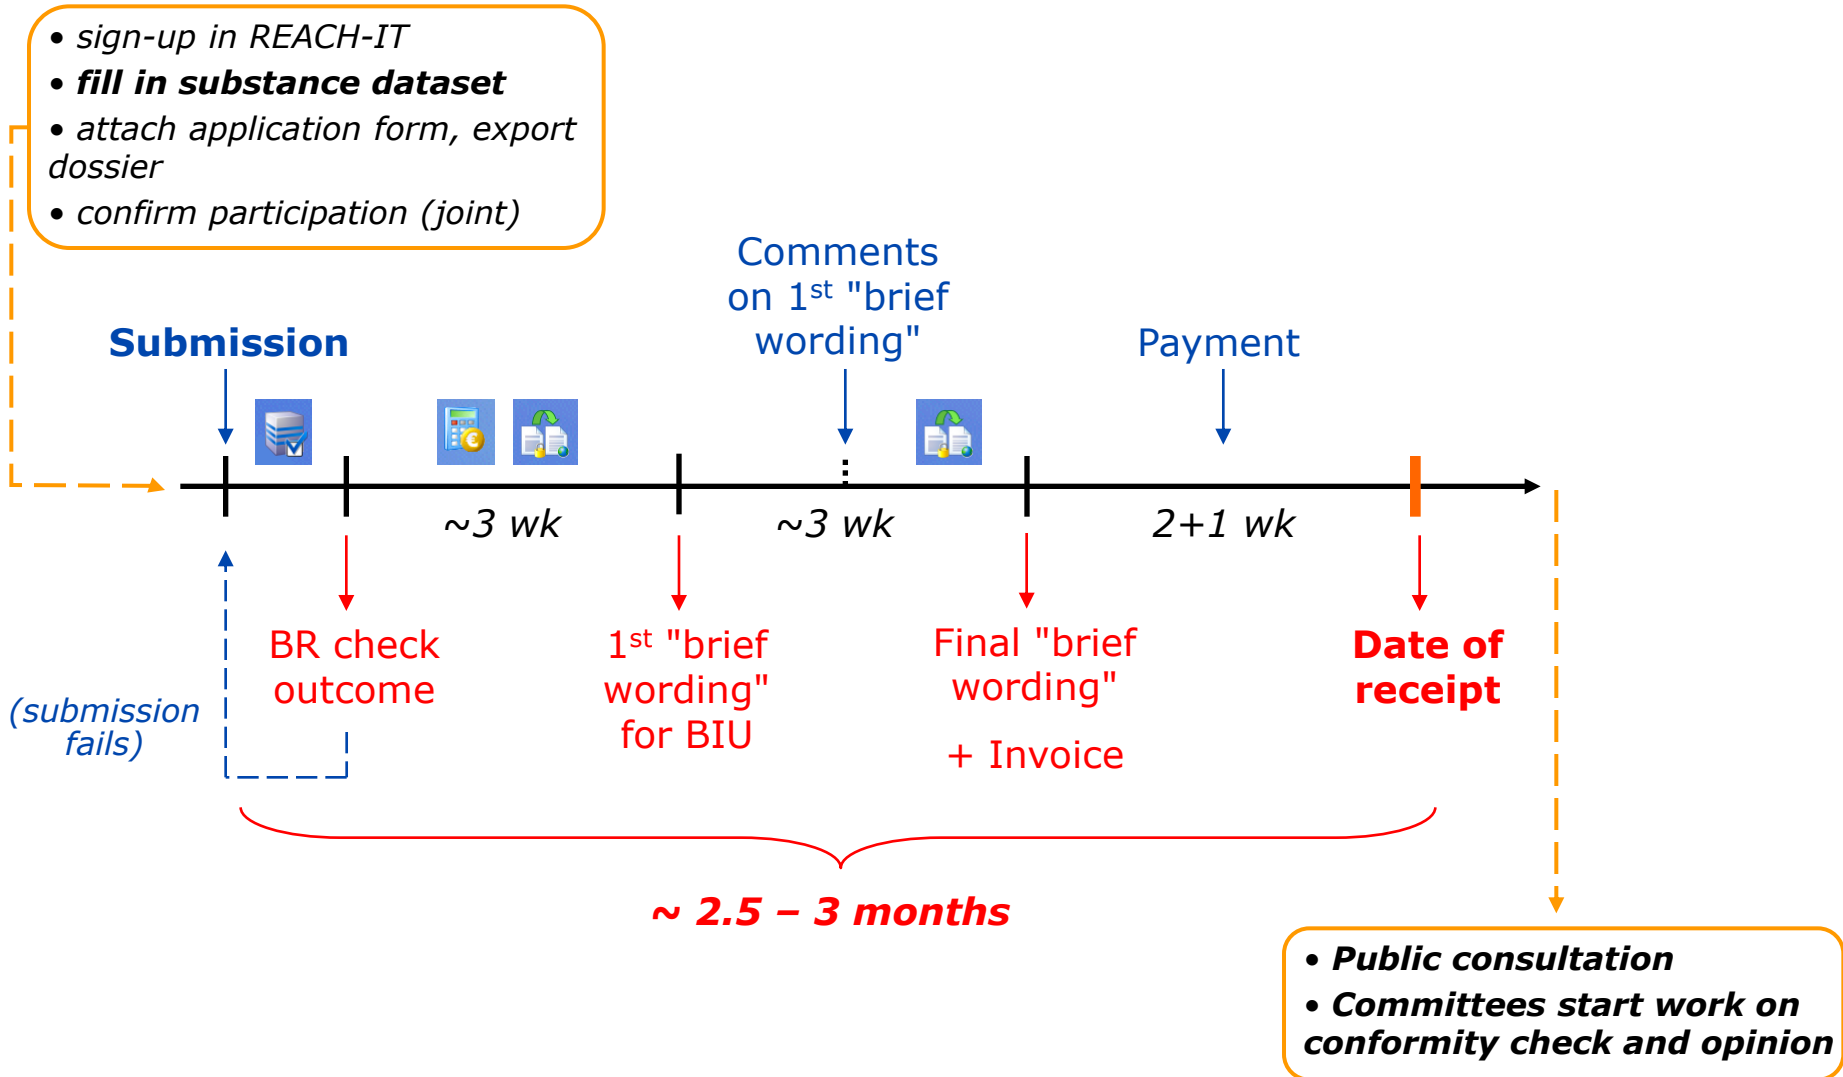 • sign-up in REACH-IT
• fill in substance dataset
• attach application form, export
dossier
• confirm participation (joint)
Submission
Comments
on 1st "brief
wording"
Payment
~3 wk
~3 wk
2+1 wk
BR check
outcome
1st "brief
wording"
for BIU
Final "brief
wording"
+ Invoice
Date of
receipt
(submission
fails)
~ 2.5 – 3 months
• Public consultation
• Committees start work on
conformity check and opinion